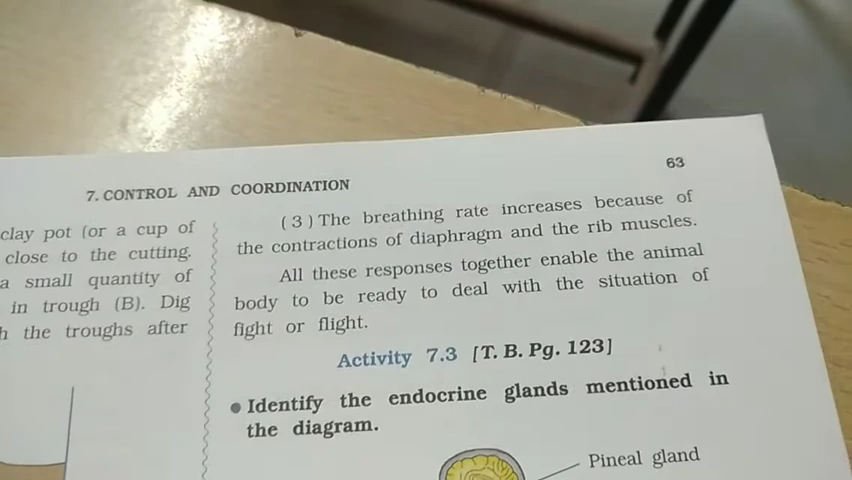 63
7. CONTROL AND COORDINATION
clay pot (or a cup of
close to the cutting.
a small quantity of
in trough (B). Dig
the troughs after
( 3 ) The breathing rate increases because of
the contractions of diaphragm and the rib muscles.
All these responses together enable the animal
body to be ready to deal with the situation of
fight or flight.
Activity 7.3 [T. B. Pg. 123]
● Identify the endocrine glands mentioned in
the diagram.
Pineal gland